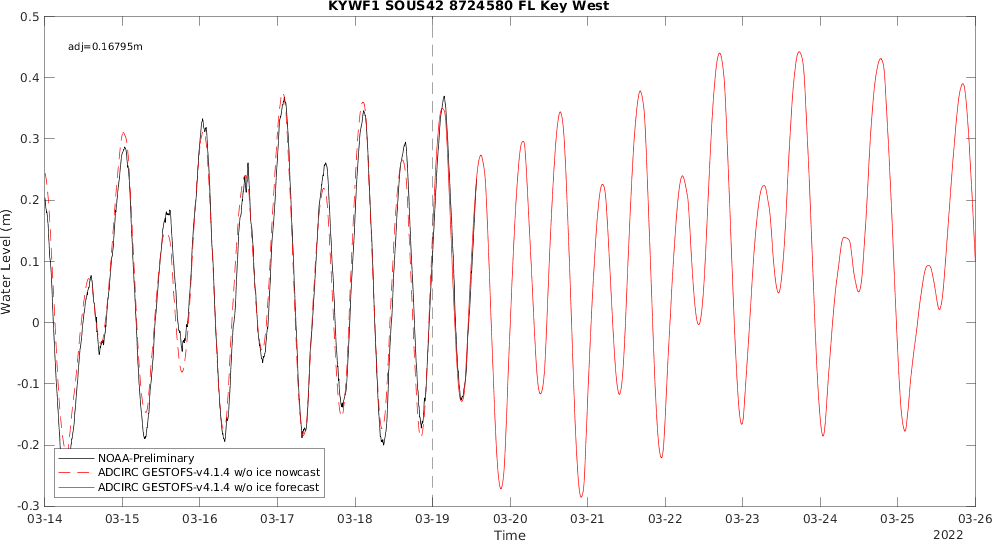 KYWF1 SOUS42 8724580 FL Key West
adj=0.16795m
Water Level (m)
0.5
0.4
0.3
0.2
0.1
0
-0.1
-0.2
-0.3
NOAA-Preliminary
ADCIRC GESTOFS-v4.1.4 w/o ice nowcast
ADCIRC GESTOFS-v4.1.4 w/o ice forecast
03-14 03-15 03-16 03-17 03-18 03-19 03-20 03-21 03-22 03-23 03-24 03-25 03-26
Time
2022